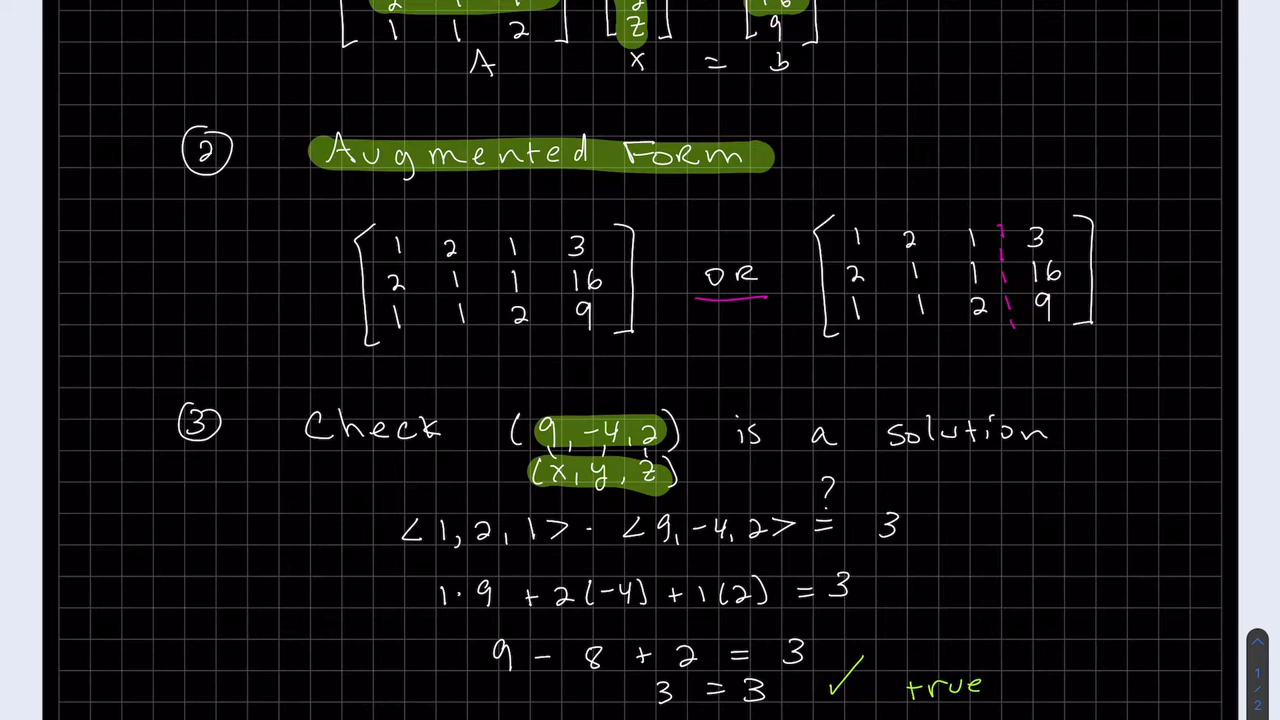 1 1 2 z 9
A x = b
② Augmented Form
1 2 1 3 1 2 1 3
2 1 1 16 OR 2 1 1 16
1 1 2 9 1 1 2 9
③ Check (9, -4, 2) is a solution
(x, y, z)
?
<1, 2, 1> · <9, -4, 2> = 3
1·9 + 2(-4) + 1(2) = 3
9 - 8 + 2 = 3
3 = 3 ✓ true
1
/
2